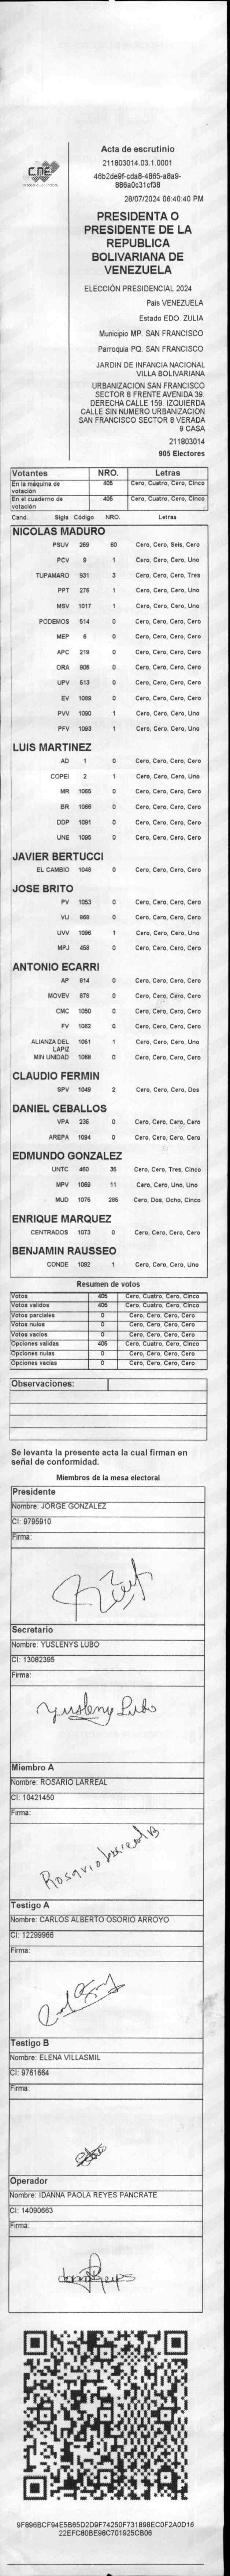 CNE
Acta de escrutinio
211803014.03.1.0001
46b2de9f-cda8-4865-a8a9-
886a0c31cf38
28/07/2024 06:40:40 PM
PRESIDENTA O
PRESIDENTE DE LA
REPUBLICA
BOLIVARIANA DE
VENEZUELA
ELECCIÓN PRESIDENCIAL 2024
País VENEZUELA
Estado EDO. ZULIA
Municipio MP. SAN FRANCISCO
Parroquia PQ. SAN FRANCISCO
JARDIN DE INFANCIA NACIONAL
VILLA BOLIVARIANA
URBANIZACION SAN FRANCISCO
SECTOR 8 FRENTE AVENIDA 39.
DERECHA CALLE 159. IZQUIERDA
CALLE SIN NUMERO URBANIZACION
SAN FRANCISCO SECTOR 8 VERADA
9 CASA
211803014
905 Electores
Votantes NRO. Letras
En la máquina de votación 405 Cero, Cuatro, Cero, Cinco
En el cuaderno de votación 405 Cero, Cuatro, Cero, Cinco
Cand. Sigla Código NRO. Letras
NICOLAS MADURO
PSUV 269 60 Cero, Cero, Seis, Cero
PCV 9 1 Cero, Cero, Cero, Uno
TUPAMARO 931 3 Cero, Cero, Cero, Tres
PPT 276 1 Cero, Cero, Cero, Uno
MSV 1017 1 Cero, Cero, Cero, Uno
PODEMOS 514 0 Cero, Cero, Cero, Cero
MEP 6 0 Cero, Cero, Cero, Cero
APC 219 0 Cero, Cero, Cero, Cero
ORA 906 0 Cero, Cero, Cero, Cero
UPV 513 0 Cero, Cero, Cero, Cero
EV 1089 0 Cero, Cero, Cero, Cero
PVV 1090 1 Cero, Cero, Cero, Uno
PFV 1093 1 Cero, Cero, Cero, Uno
LUIS MARTINEZ
AD 1 0 Cero, Cero, Cero, Cero
COPEI 2 1 Cero, Cero, Cero, Uno
MR 1065 0 Cero, Cero, Cero, Cero
BR 1066 0 Cero, Cero, Cero, Cero
DDP 1091 0 Cero, Cero, Cero, Cero
UNE 1095 0 Cero, Cero, Cero, Cero
JAVIER BERTUCCI
EL CAMBIO 1048 0 Cero, Cero, Cero, Cero
JOSE BRITO
PV 1053 0 Cero, Cero, Cero, Cero
VU 969 0 Cero, Cero, Cero, Cero
UVV 1096 1 Cero, Cero, Cero, Uno
MPJ 458 0 Cero, Cero, Cero, Cero
ANTONIO ECARRI
AP 814 0 Cero, Cero, Cero, Cero
MOVEV 876 0 Cero, Cero, Cero, Cero
CMC 1050 0 Cero, Cero, Cero, Cero
FV 1062 0 Cero, Cero, Cero, Cero
ALIANZA DEL LAPIZ 1051 1 Cero, Cero, Cero, Uno
MIN UNIDAD 1068 0 Cero, Cero, Cero, Cero
CLAUDIO FERMIN
SPV 1049 2 Cero, Cero, Cero, Dos
DANIEL CEBALLOS
VPA 236 0 Cero, Cero, Cero, Cero
AREPA 1094 0 Cero, Cero, Cero, Cero
EDMUNDO GONZALEZ
UNTC 460 35 Cero, Cero, Tres, Cinco
MPV 1069 11 Cero, Cero, Uno, Uno
MUD 1075 285 Cero, Dos, Ocho, Cinco
ENRIQUE MARQUEZ
CENTRADOS 1073 0 Cero, Cero, Cero, Cero
BENJAMIN RAUSSEO
CONDE 1092 1 Cero, Cero, Cero, Uno
Resumen de votos
Votos 405 Cero, Cuatro, Cero, Cinco
Votos validos 405 Cero, Cuatro, Cero, Cinco
Votos parciales 0 Cero, Cero, Cero, Cero
Votos nulos 0 Cero, Cero, Cero, Cero
Votos vacios 0 Cero, Cero, Cero, Cero
Opciones validas 405 Cero, Cuatro, Cero, Cinco
Opciones nulas 0 Cero, Cero, Cero, Cero
Opciones vacias 0 Cero, Cero, Cero, Cero
Observaciones:
Se levanta la presente acta la cual firman en
señal de conformidad.
Miembros de la mesa electoral
Presidente
Nombre: JORGE GONZALEZ
CI: 9795910
Firma:
Secretario
Nombre: YUSLENYS LUBO
CI: 13082395
Firma:
Yusleny Lubo
Miembro A
Nombre: ROSARIO LARREAL
CI: 10421450
Firma:
Rosario
Testigo A
Nombre: CARLOS ALBERTO OSORIO ARROYO
CI: 12299966
Firma:
Testigo B
Nombre: ELENA VILLASMIL
CI: 9761664
Firma:
Operador
Nombre: IDANNA PAOLA REYES PANCRATE
CI: 14090663
Firma:
9F896BCF94E5B65D2D9F74250F731898EC0F2A0D16
22EFC80BE98C701925CB06